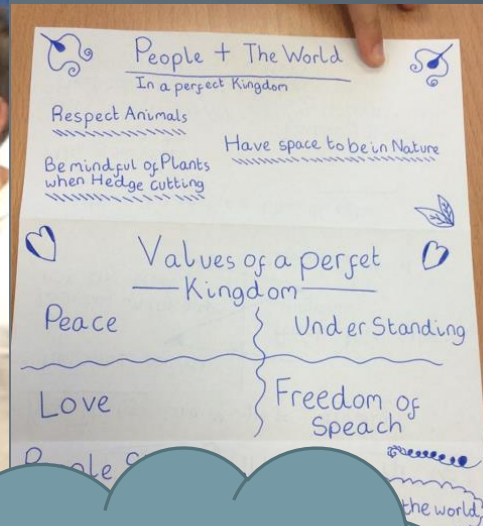 People + The World
In a perfect Kingdom
Respect Animals
Have space to be in Nature
Be mindful of Plants
when Hedge cutting
Values of a perfet
Kingdom
Peace
Under Standing
Love
Freedom of
Speach
the world